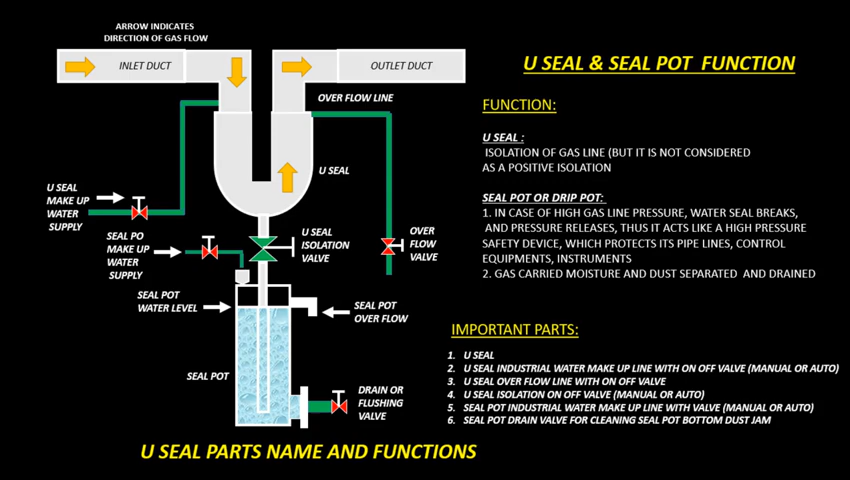 ARROW INDICATES
DIRECTION OF GAS FLOW
INLET DUCT
OUTLET DUCT
OVER FLOW LINE
U SEAL
U SEAL
MAKE UP
WATER
SUPPLY
SEAL PO
MAKE UP
WATER
SUPPLY
U SEAL
ISOLATION
VALVE
OVER
FLOW
VALVE
SEAL POT
WATER LEVEL
SEAL POT
OVER FLOW
SEAL POT
DRAIN OR
FLUSHING
VALVE
U SEAL PARTS NAME AND FUNCTIONS
U SEAL & SEAL POT FUNCTION
FUNCTION:
U SEAL :
ISOLATION OF GAS LINE (BUT IT IS NOT CONSIDERED
AS A POSITIVE ISOLATION
SEAL POT OR DRIP POT:
1. IN CASE OF HIGH GAS LINE PRESSURE, WATER SEAL BREAKS,
AND PRESSURE RELEASES, THUS IT ACTS LIKE A HIGH PRESSURE
SAFETY DEVICE, WHICH PROTECTS ITS PIPE LINES, CONTROL
EQUIPMENTS, INSTRUMENTS
2. GAS CARRIED MOISTURE AND DUST SEPARATED AND DRAINED
IMPORTANT PARTS:
1. U SEAL
2. U SEAL INDUSTRIAL WATER MAKE UP LINE WITH ON OFF VALVE (MANUAL OR AUTO)
3. U SEAL OVER FLOW LINE WITH ON OFF VALVE
4. U SEAL ISOLATION ON OFF VALVE (MANUAL OR AUTO)
5. SEAL POT INDUSTRIAL WATER MAKE UP LINE WITH VALVE (MANUAL OR AUTO)
6. SEAL POT DRAIN VALVE FOR CLEANING SEAL POT BOTTOM DUST JAM